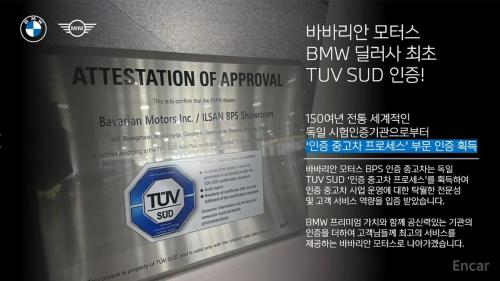 BMW
MINI
바바리안 모터스
BMW 딜러사 최초
TUV SUD 인증!
150여년 전통 세계적인
독일 시험인증기관으로부터
'인증 중고차 프로세스' 부문 인증 획득
바바리안 모터스 BPS 인증 중고차는 독일
TUV SUD '인증 중고차 프로세스'를 획득하여
인증 중고차 사업 운영에 대한 탁월한 전문성
및 고객 서비스 역량을 입증 받았습니다.
BMW 프리미엄 가치와 함께 공신력있는 기관의
인증을 더하여 고객님들께 최고의 서비스를
제공하는 바바리안 모터스로 나아가겠습니다.
ATTESTATION OF APPROVAL
This is to confirm that the BMW dealer
Bavarian Motors Inc. / ILSAN BPS Showroom
TÜV
SÜD
Encar